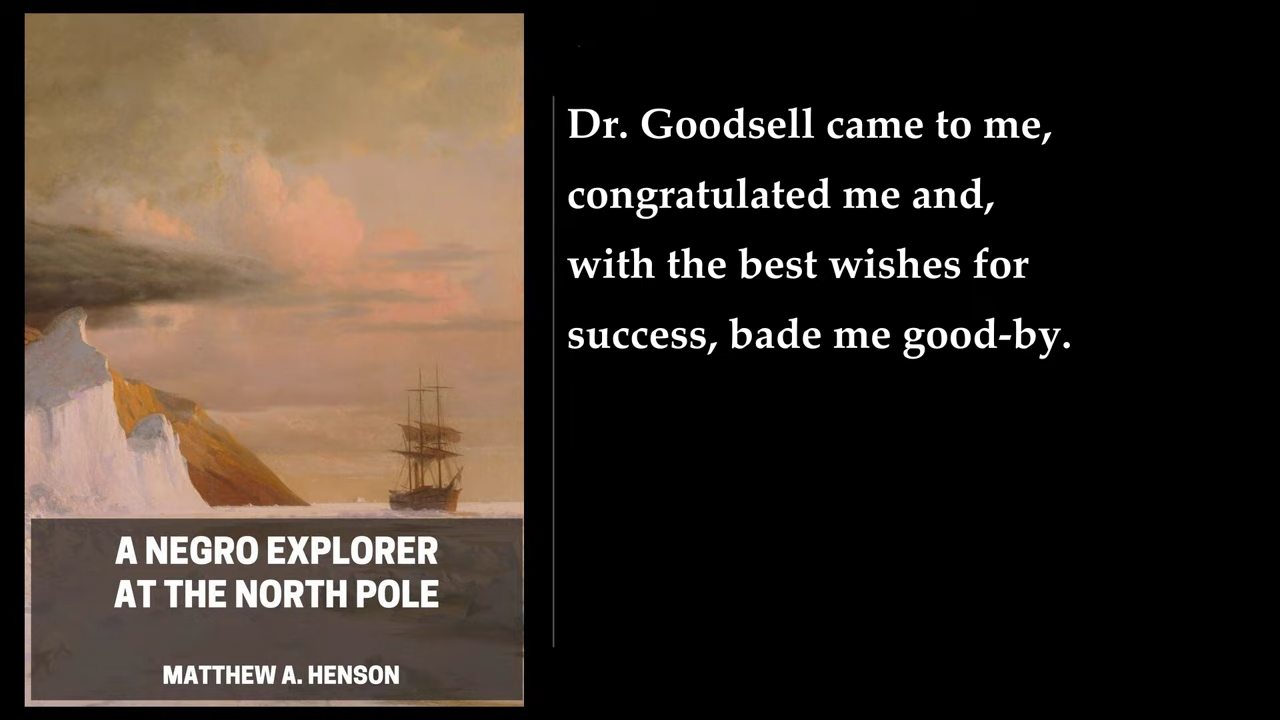 A NEGRO EXPLORER
AT THE NORTH POLE
MATTHEW A. HENSON
Dr. Goodsell came to me,
congratulated me and,
with the best wishes for
success, bade me good-by.